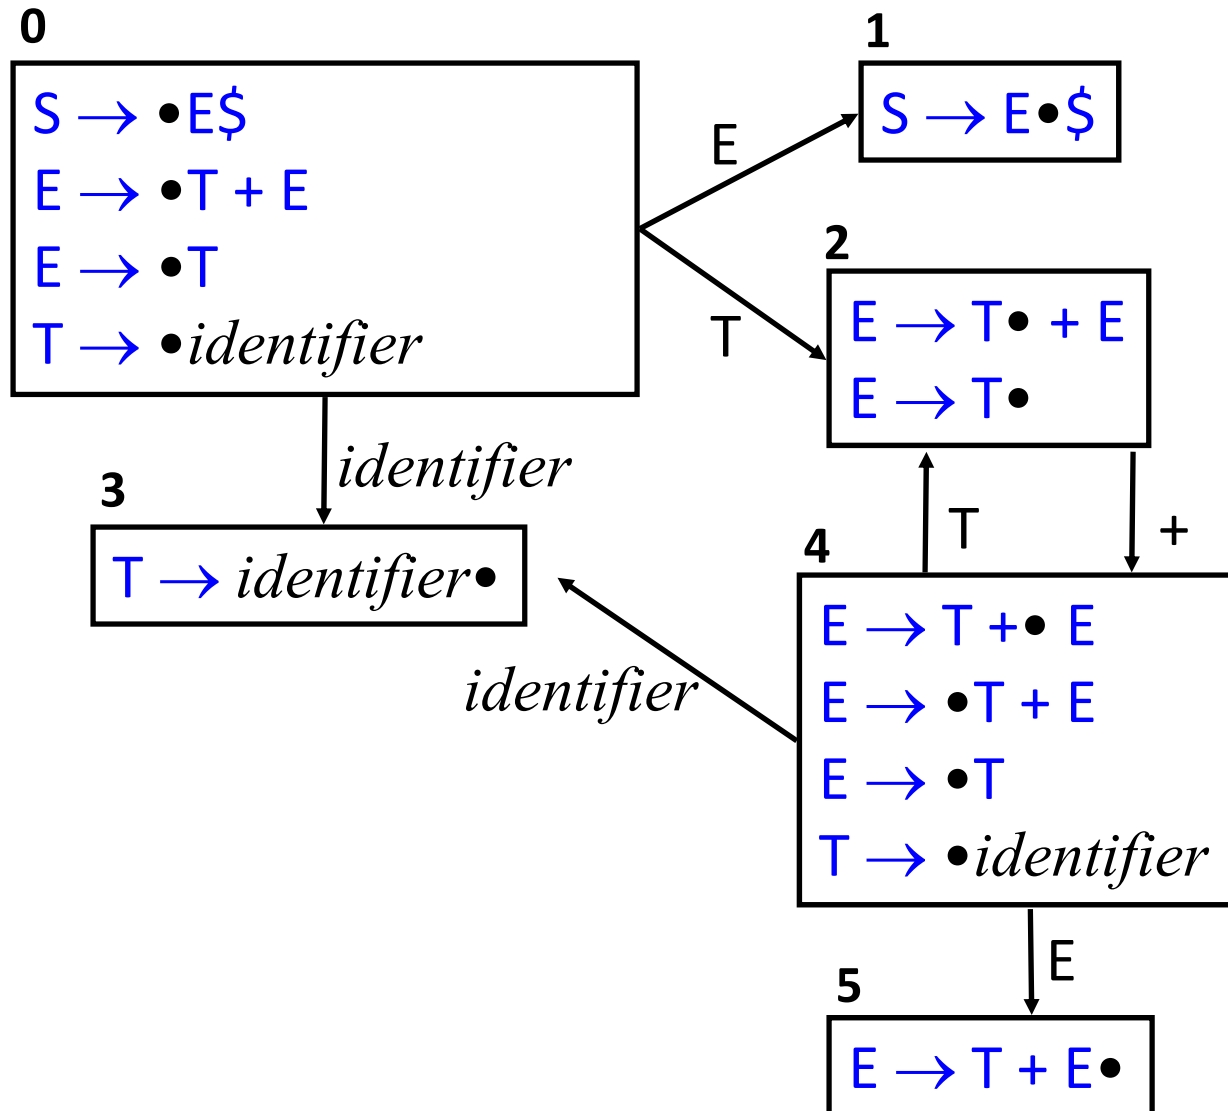 0
S → •E$
E → •T + E
E → •T
T → •identifier
E
T
1
S → E•$
2
E → T• + E
E → T•
identifier
3
T → identifier•
T
+
identifier
4
E → T +• E
E → •T + E
E → •T
T → •identifier
E
5
E → T + E•